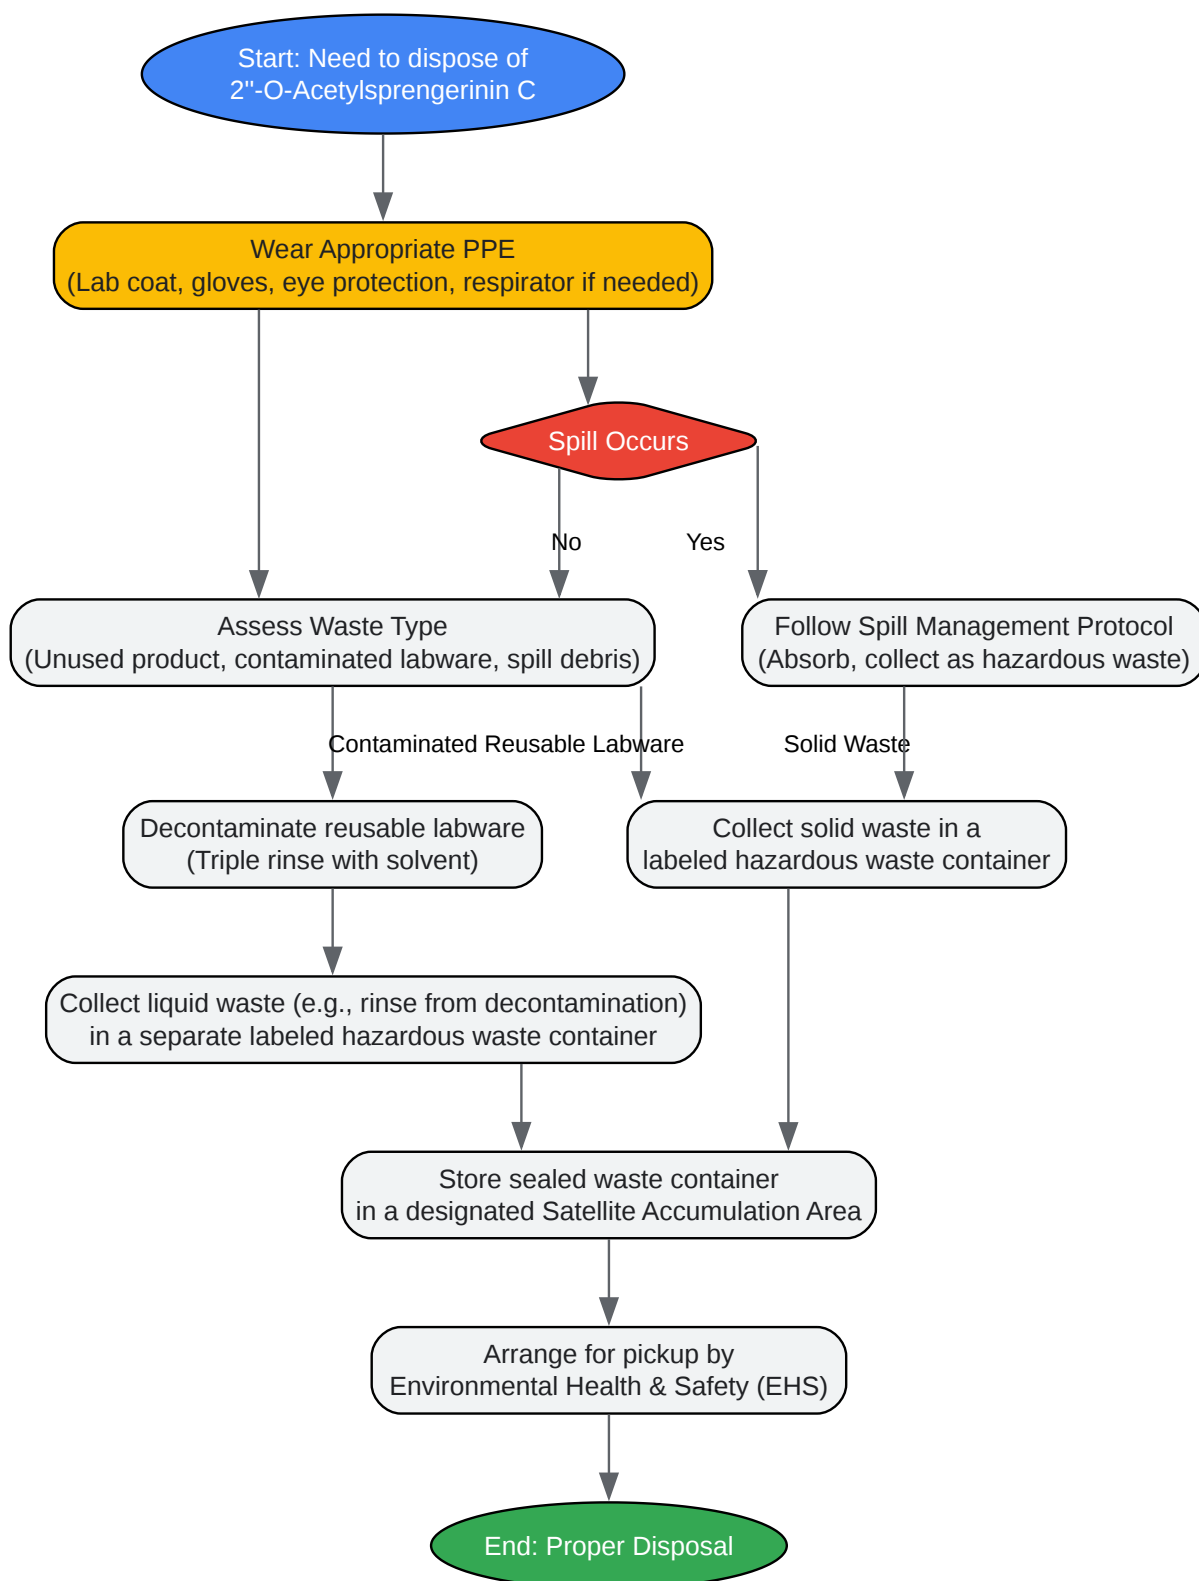 Start: Need to dispose of
2"-O-Acetylsprengerinin C
Wear Appropriate PPE
(Lab coat, gloves, eye protection, respirator if needed)
Spill Occurs
No
Yes
Assess Waste Type
(Unused product, contaminated labware, spill debris)
Follow Spill Management Protocol
(Absorb, collect as hazardous waste)
Contaminated Reusable Labware
Solid Waste
Decontaminate reusable labware
(Triple rinse with solvent)
Collect solid waste in a
labeled hazardous waste container
Collect liquid waste (e.g., rinse from decontamination)
in a separate labeled hazardous waste container
Store sealed waste container
in a designated Satellite Accumulation Area
Arrange for pickup by
Environmental Health & Safety (EHS)
End: Proper Disposal